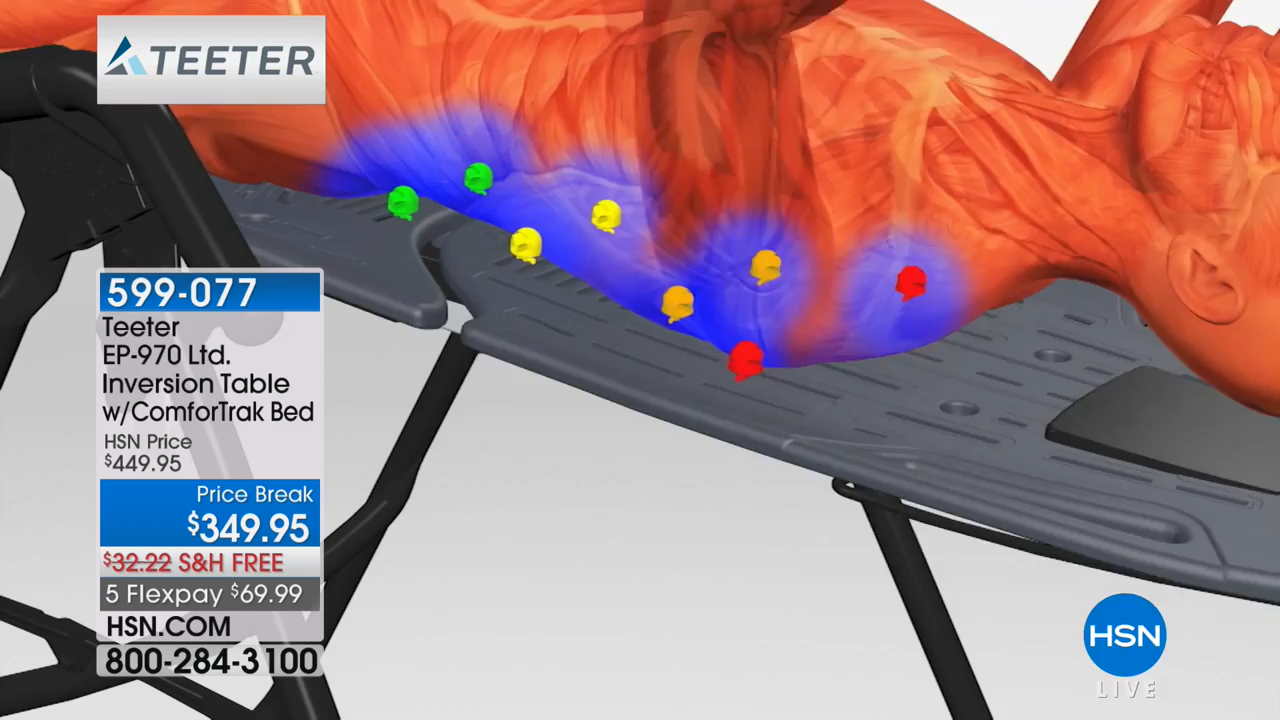 TEETER
599-077
Teeter
EP-970 Ltd.
Inversion Table
w/ComforTrak Bed
HSN Price
$449.95
Price Break
$349.95
$32.22 S&H FREE
5 Flexpay $69.99
HSN.COM
800-284-3100
HSN
LIVE